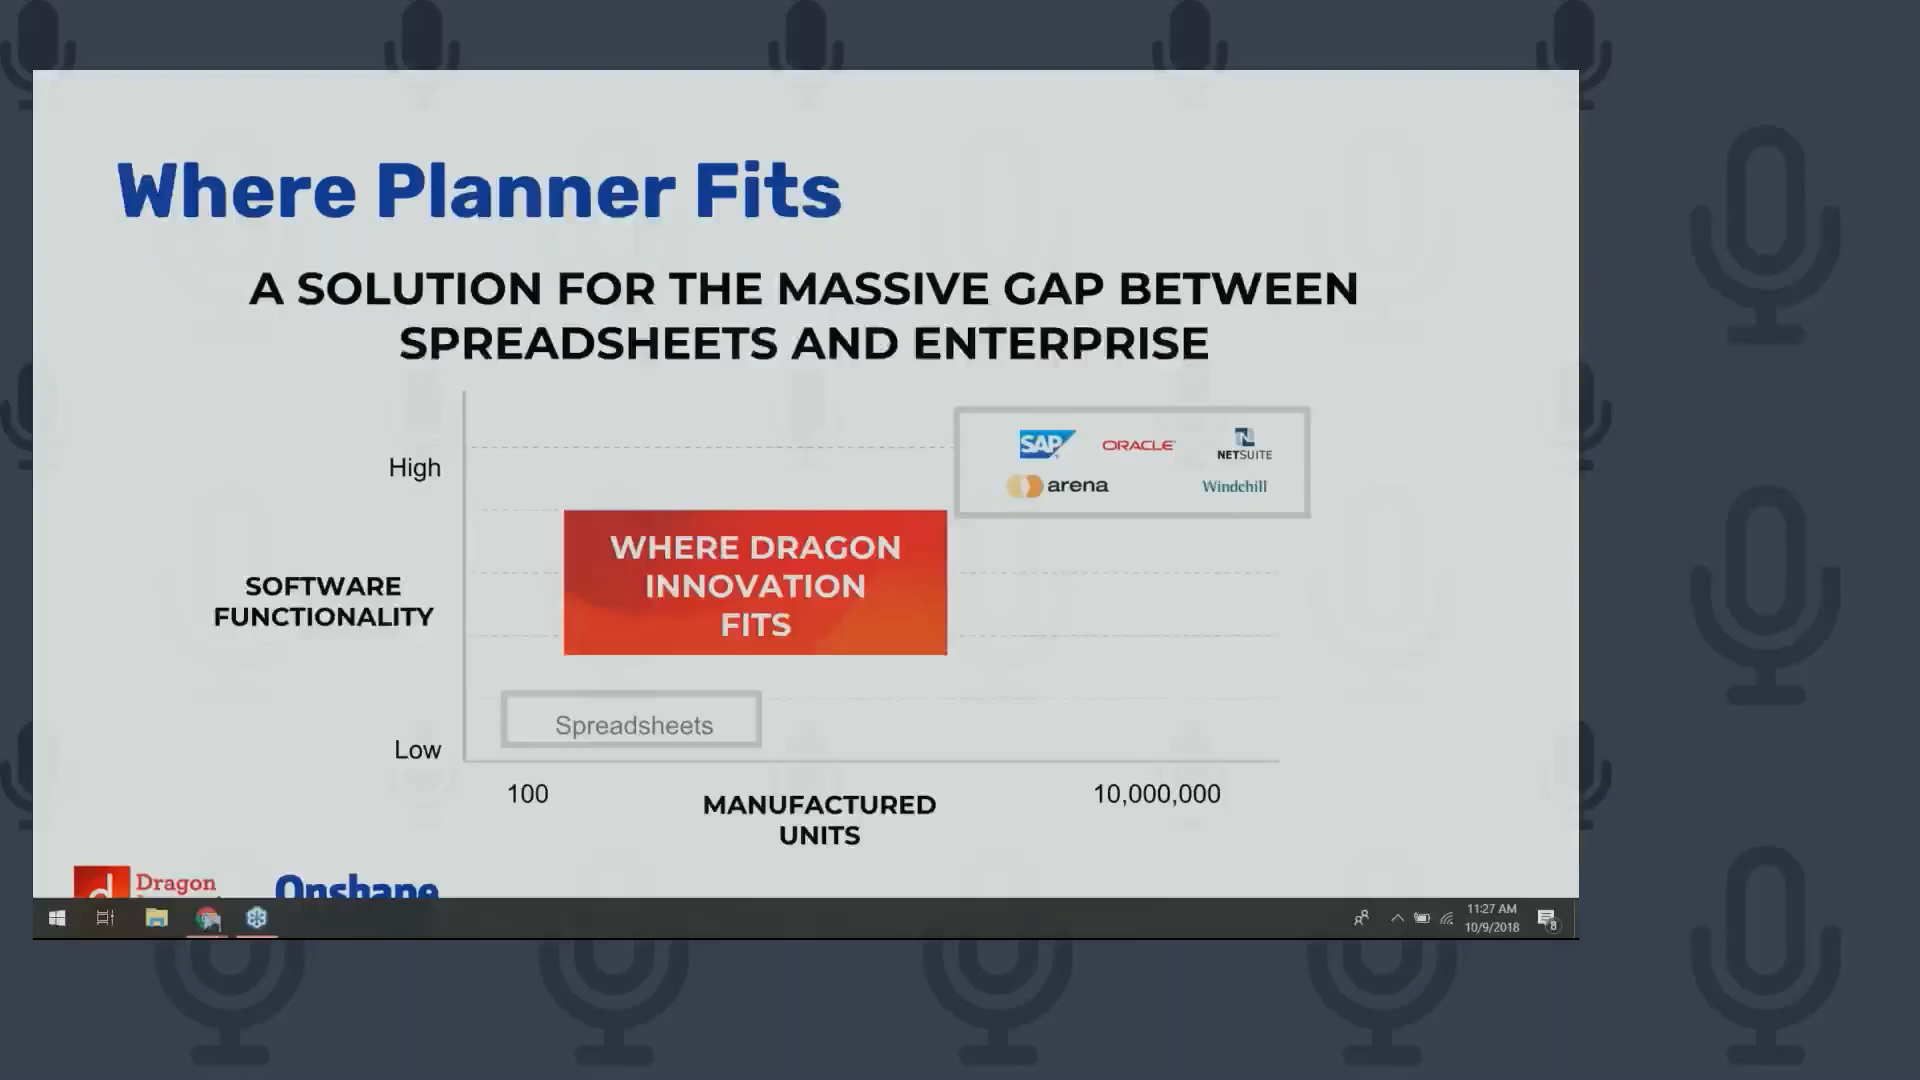 Where Planner Fits
A SOLUTION FOR THE MASSIVE GAP BETWEEN
SPREADSHEETS AND ENTERPRISE
High
SAP
ORACLE
NETSUITE
arena
Windchill
WHERE DRAGON
INNOVATION
FITS
SOFTWARE
FUNCTIONALITY
Spreadsheets
Low
100
10,000,000
MANUFACTURED
UNITS
Dragon
Onshape
11:27 AM
10/9/2018
8